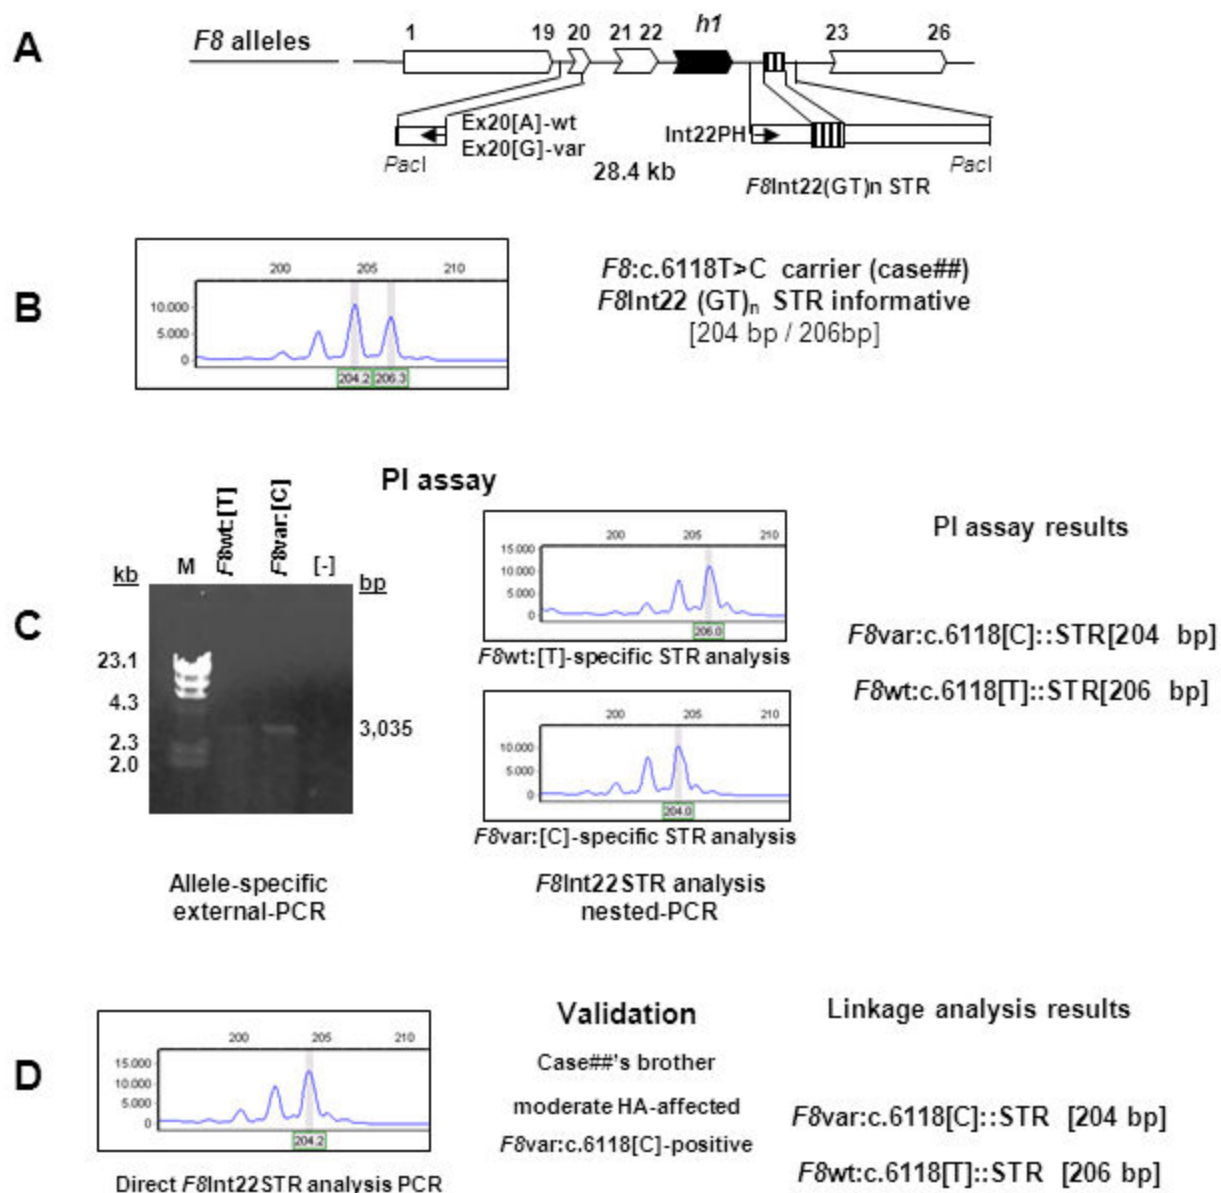 A
F8 alleles
1
19
20
21
22
h1
23
26
Ex20[A]-wt
Ex20[G]-var
PacI
28.4 kb
Int22PH
F8Int22(GT)n STR
PacI
B
200 205 210
10.000
5.000
0
204.2 206.3
F8:c.6118T>C carrier (case##)
F8Int22 (GT)n STR informative
[204 bp / 206bp]
C
PI assay
kb
M
F8wt:[T]
F8var:[C]
[-]
bp
23.1
4.3
2.3
2.0
3,035
Allele-specific
external-PCR
200 205 210
15.000
10.000
5.000
0
206.0
F8wt:[T]-specific STR analysis
200 205 210
10.000
5.000
0
204.0
F8var:[C]-specific STR analysis
F8Int22STR analysis
nested-PCR
PI assay results
F8var:c.6118[C]::STR[204 bp]
F8wt:c.6118[T]::STR[206 bp]
D
200 205 210
15.000
10.000
5.000
0
204.2
Direct F8Int22STR analysis PCR
Validation
Case##'s brother
moderate HA-affected
F8var:c.6118[C]-positive
Linkage analysis results
F8var:c.6118[C]::STR [204 bp]
F8wt:c.6118[T]::STR [206 bp]